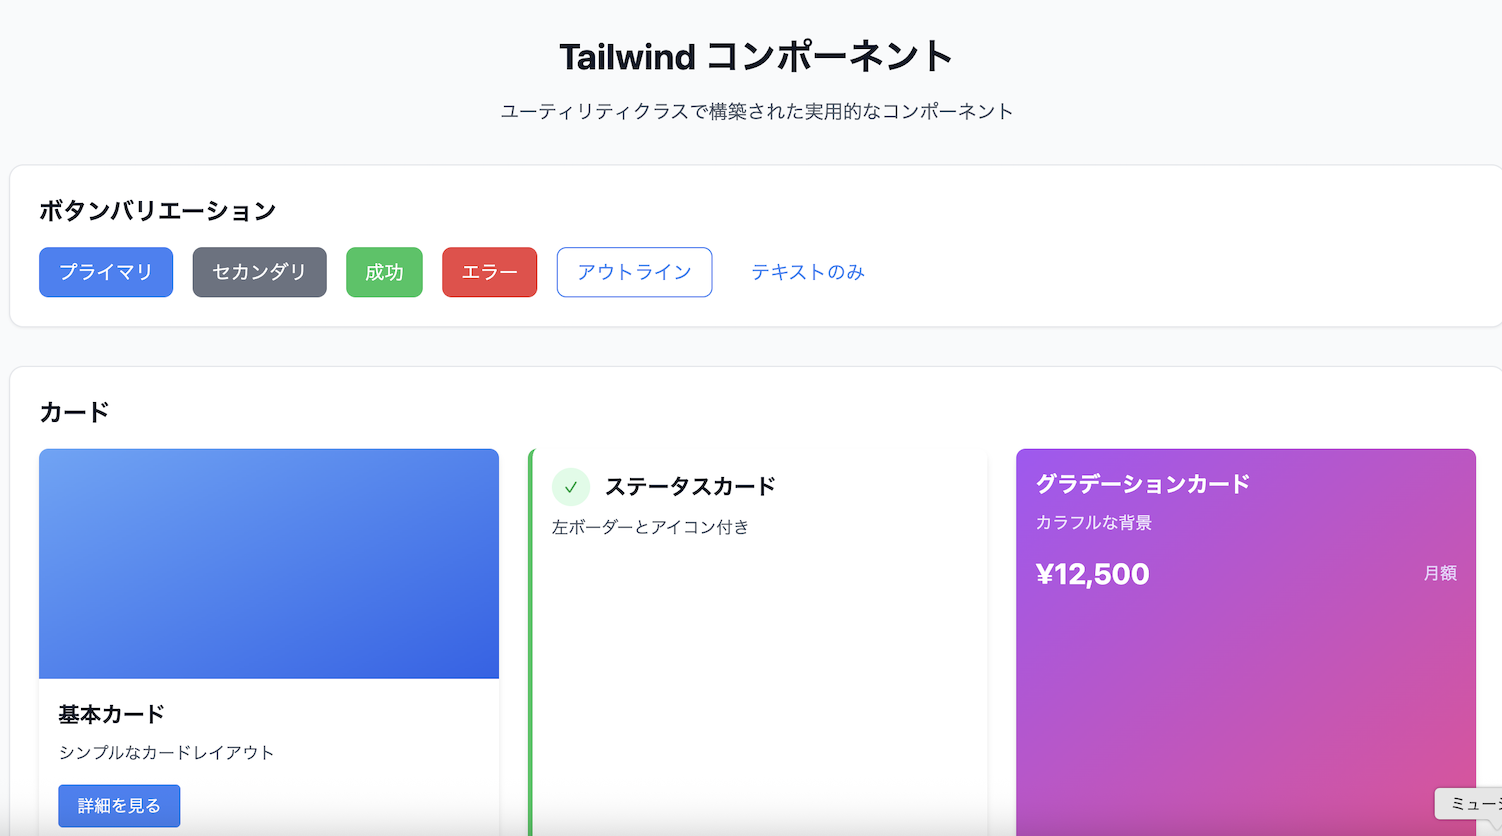 Tailwind コンポーネント
ユーティリティクラスで構築された実用的なコンポーネント
ボタンバリエーション
プライマリ
セカンダリ
成功
エラー
アウトライン
テキストのみ
カード
基本カード
シンプルなカードレイアウト
詳細を見る
ステータスカード
左ボーダーとアイコン付き
グラデーションカード
カラフルな背景
¥12,500
月額